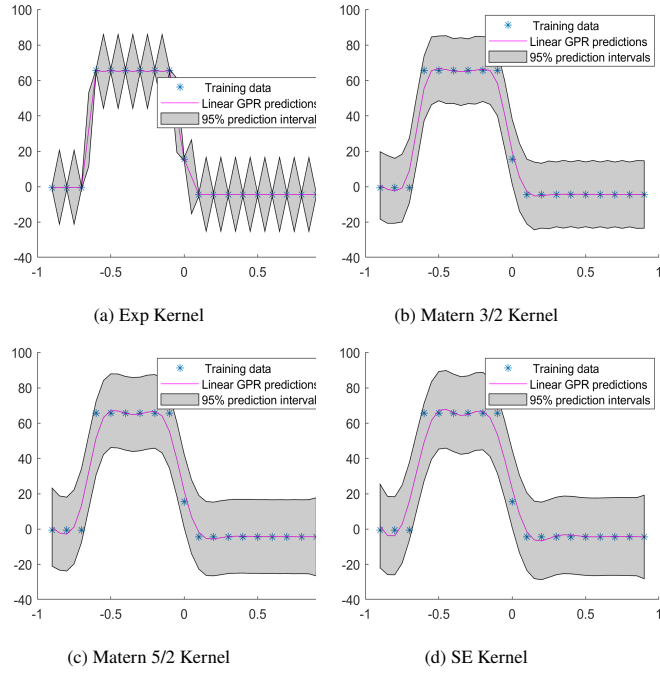 100
80
60
40
20
0
-20
-40
-1 -0.5 0 0.5
Training data
Linear GPR predictions
95% prediction intervals
(a) Exp Kernel
100
80
60
40
20
0
-20
-40
-1 -0.5 0 0.5 1
Training data
Linear GPR predictions
95% prediction intervals
(b) Matern 3/2 Kernel
100
80
60
40
20
0
-20
-40
-1 -0.5 0 0.5
Training data
Linear GPR predictions
95% prediction intervals
(c) Matern 5/2 Kernel
100
80
60
40
20
0
-20
-40
-1 -0.5 0 0.5 1
Training data
Linear GPR predictions
95% prediction intervals
(d) SE Kernel